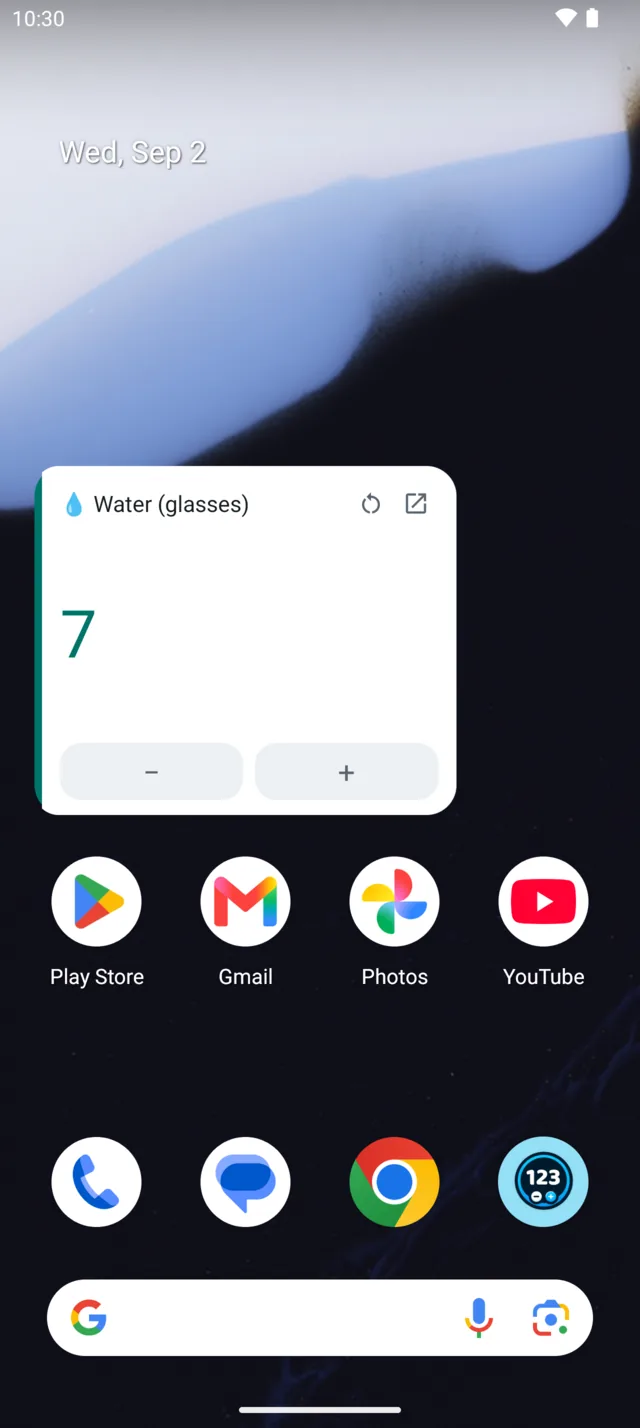 10:30
Wed, Sep 2
💧 Water (glasses)
7
− +
Play Store Gmail Photos YouTube
123